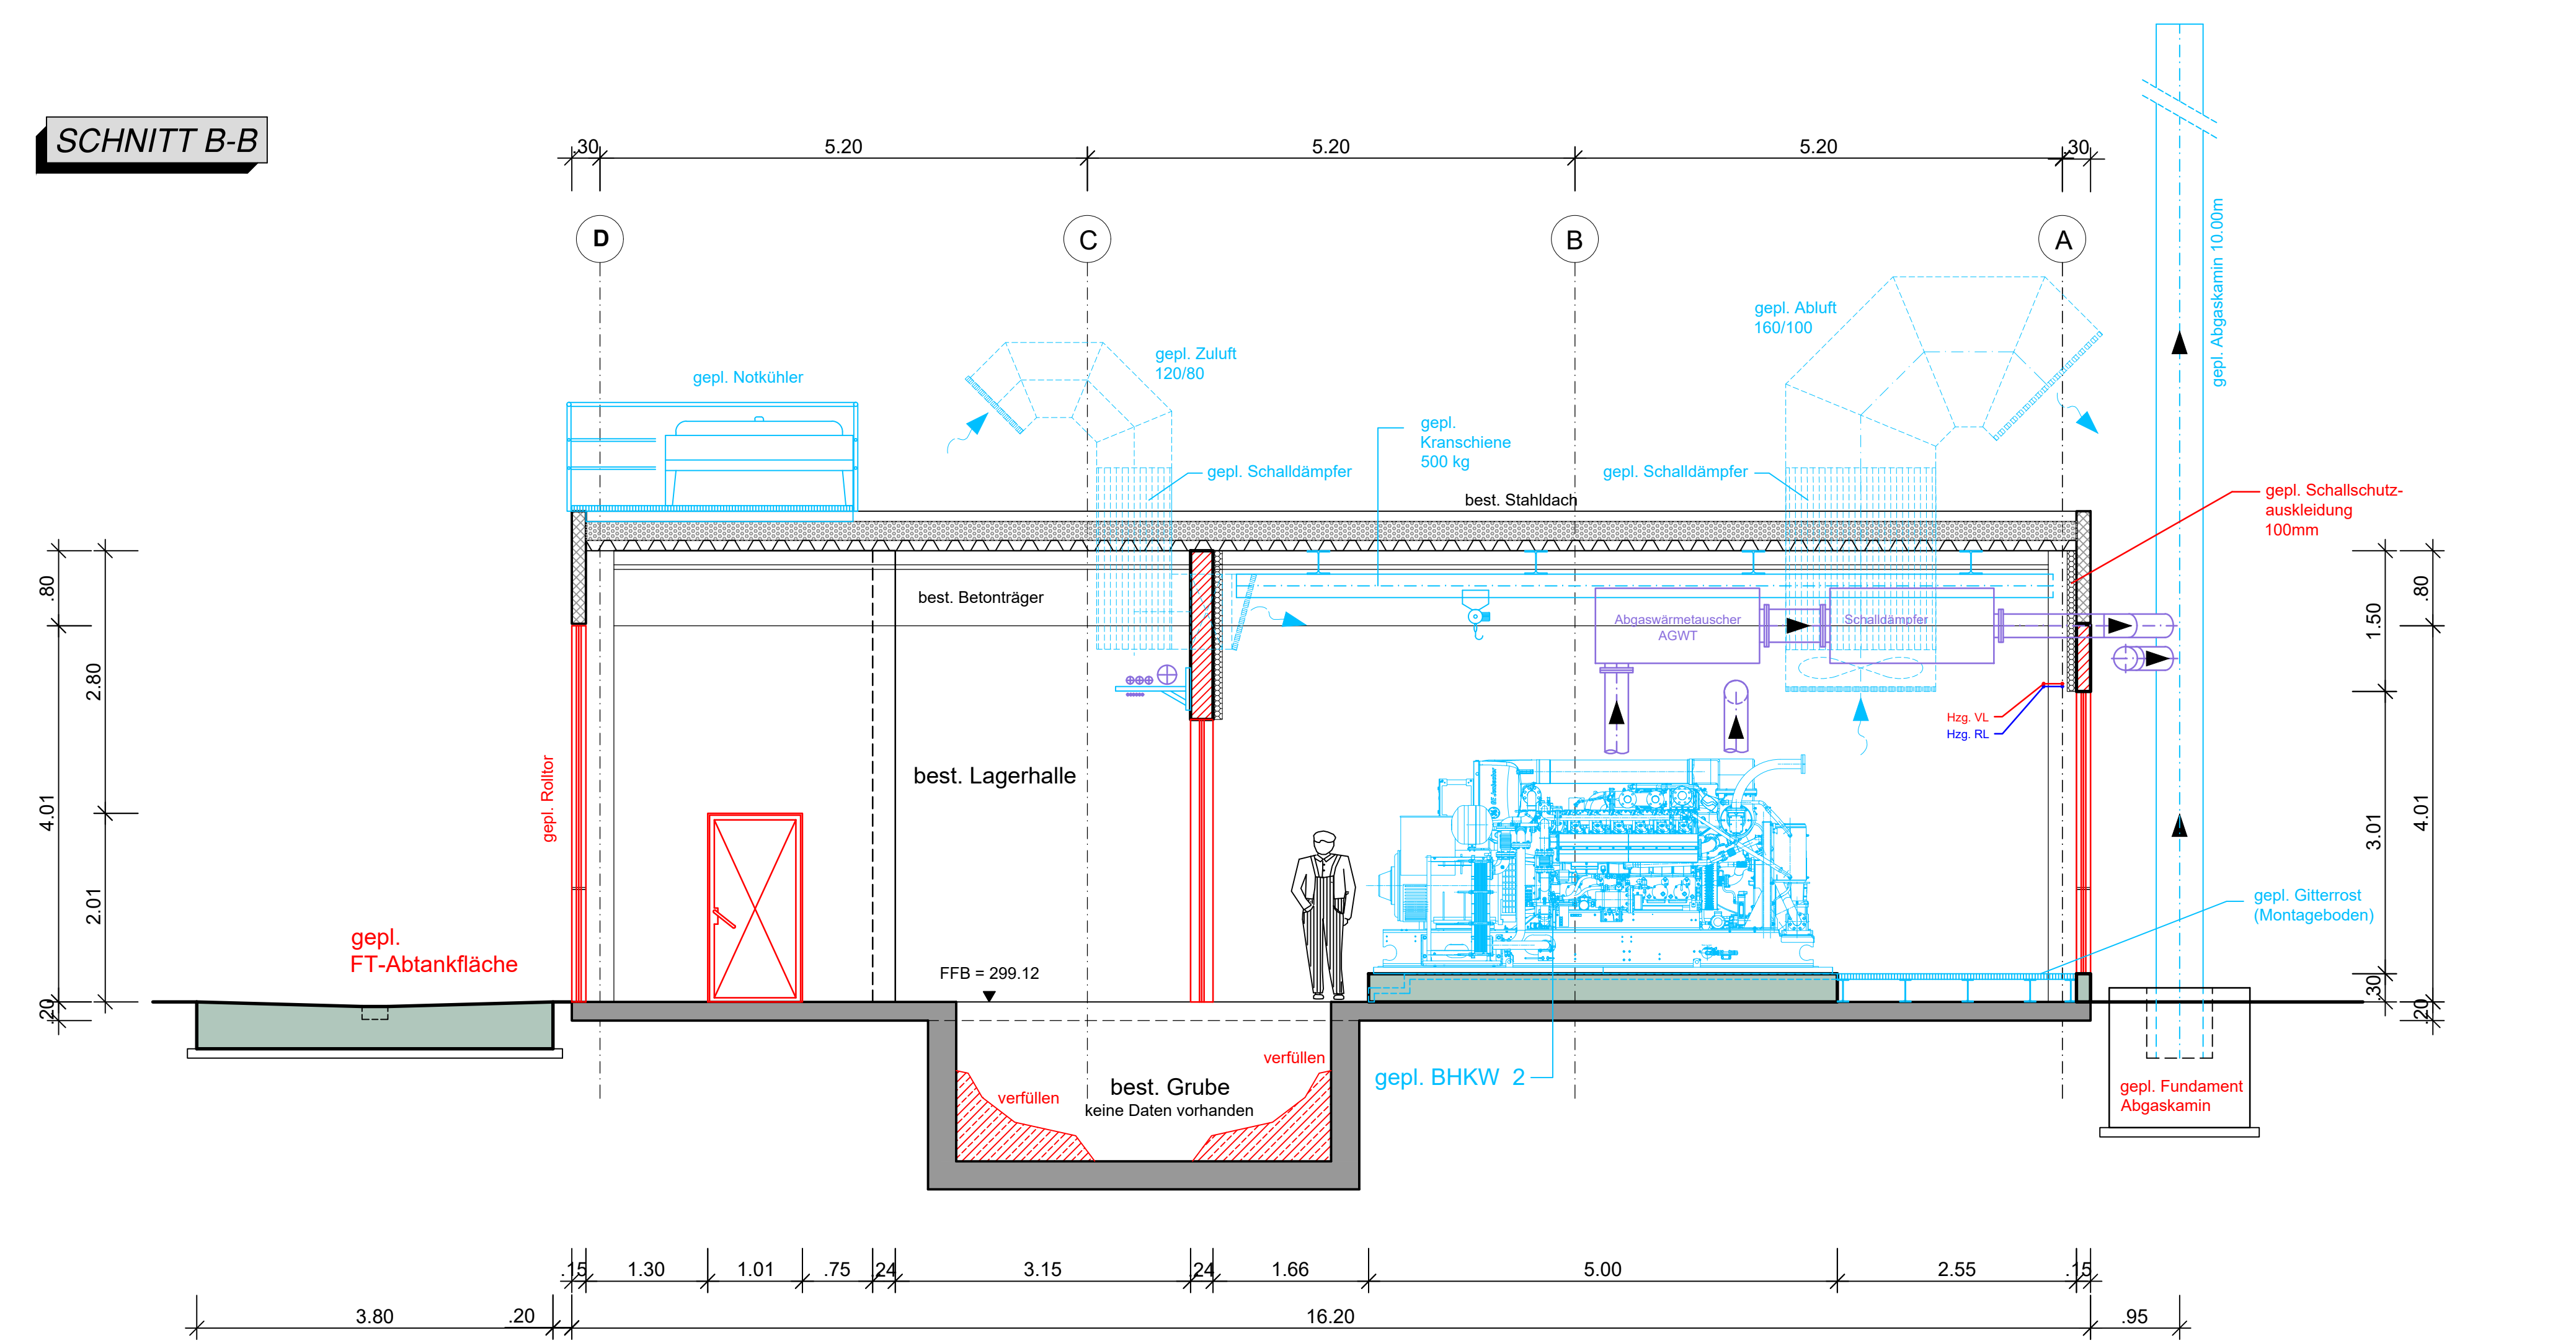 SCHNITT B-B
.30
5.20
5.20
5.20
.30
D
C
B
A
gepl. Abgaskamin 10.00m
gepl. Abluft
160/100
gepl. Zuluft
120/80
gepl. Notkühler
gepl.
Kranschiene
500 kg
gepl. Schalldämpfer
gepl. Schalldämpfer
best. Stahldach
gepl. Schallschutz-
auskleidung
100mm
.80
2.80
4.01
2.01
.20
best. Betonträger
Abgaswärmetauscher
AGWT
Schalldämpfer
.80
1.50
3.01
4.01
.30
.20
Hzg. VL
Hzg. RL
gepl. Rolltor
best. Lagerhalle
gepl. Gitterrost
(Montageboden)
gepl.
FT-Abtankfläche
FFB = 299.12
verfüllen
verfüllen
best. Grube
keine Daten vorhanden
gepl. BHKW 2
gepl. Fundament
Abgaskamin
.15
1.30
1.01
.75
.24
3.15
.24
1.66
5.00
2.55
.15
3.80
.20
16.20
.95